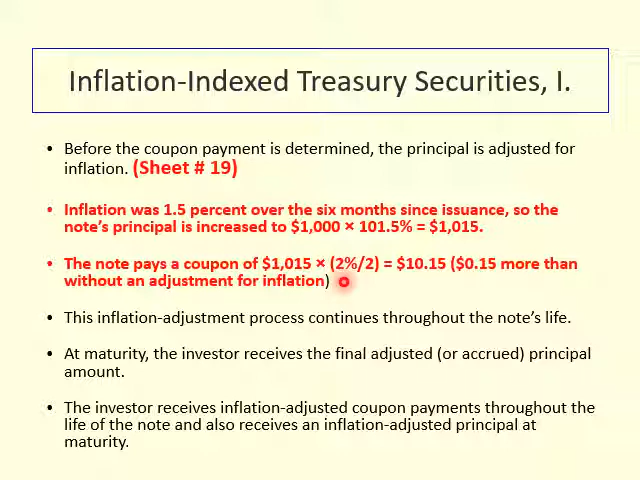 Inflation-Indexed Treasury Securities, I.
• Before the coupon payment is determined, the principal is adjusted for
inflation. (Sheet # 19)
• Inflation was 1.5 percent over the six months since issuance, so the
note's principal is increased to $1,000 × 101.5% = $1,015.
• The note pays a coupon of $1,015 × (2%/2) = $10.15 ($0.15 more than
without an adjustment for inflation)
• This inflation-adjustment process continues throughout the note's life.
• At maturity, the investor receives the final adjusted (or accrued) principal
amount.
• The investor receives inflation-adjusted coupon payments throughout the
life of the note and also receives an inflation-adjusted principal at
maturity.